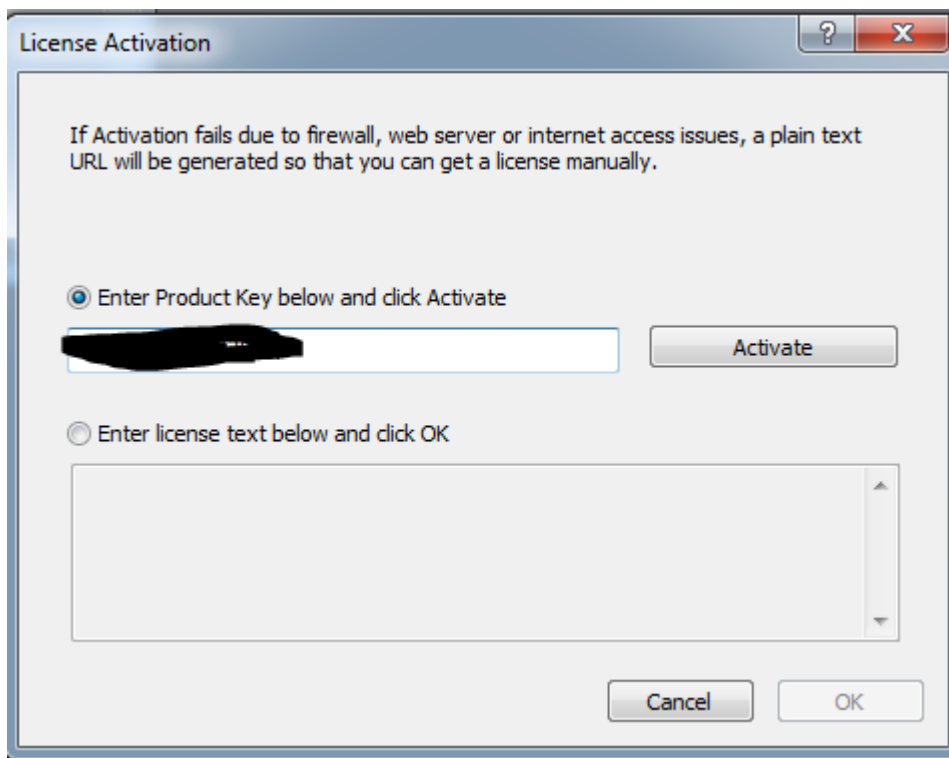 License Activation
If Activation fails due to firewall, web server or internet access issues, a plain text
URL will be generated so that you can get a license manually.
Enter Product Key below and click Activate
Activate
Enter license text below and click OK
Cancel
OK